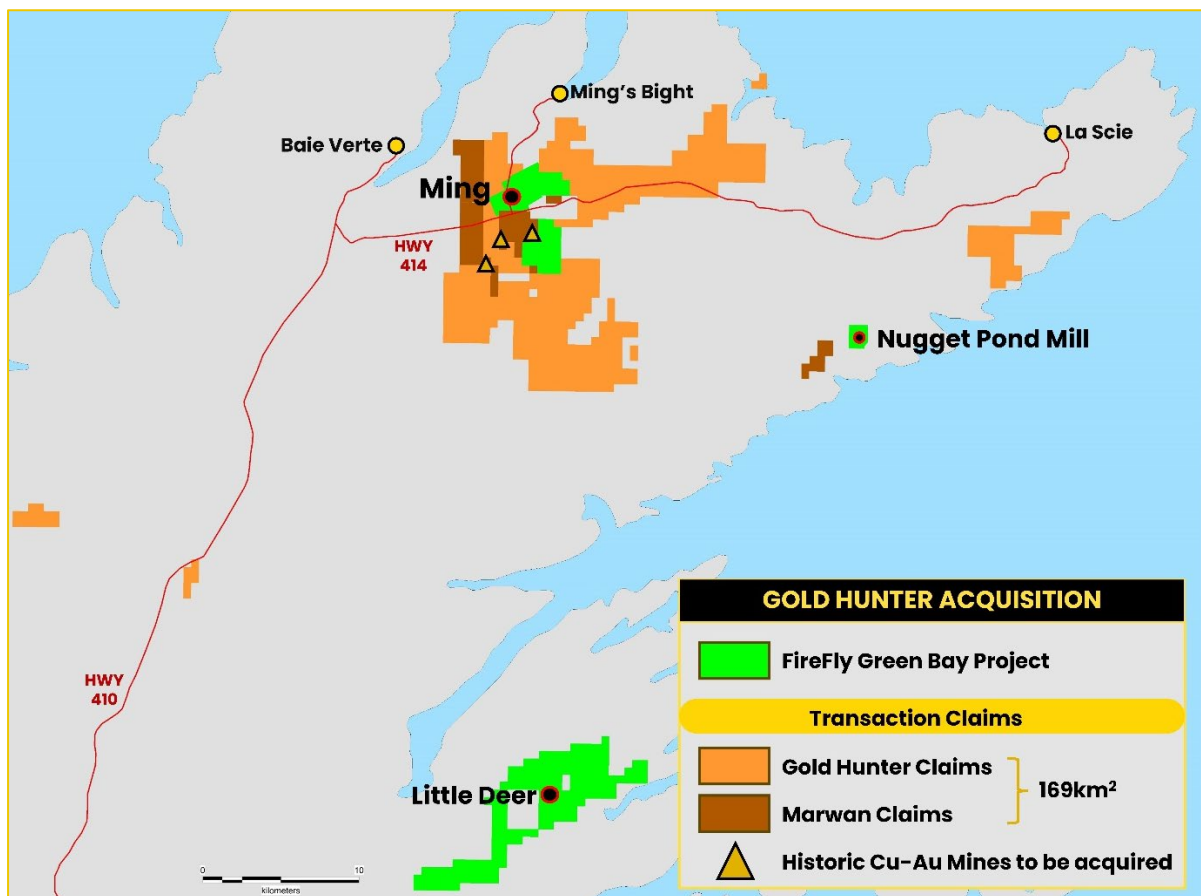 Ming's Bight
Baie Verte
La Scie
Ming
HWY
414
Nugget Pond Mill
HWY
410
Little Deer
0 10
kilometers
GOLD HUNTER ACQUISITION
FireFly Green Bay Project
Transaction Claims
Gold Hunter Claims
169km²
Marwan Claims
Historic Cu-Au Mines to be acquired